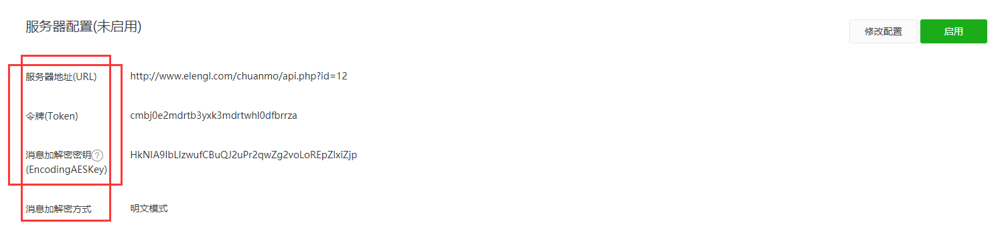 服务器配置(未启用)
修改配置
启用
服务器地址(URL)
http://www.elengl.com/chuanmo/api.php?id=12
令牌(Token)
cmbj0e2mdrtb3yxk3mdrtwhl0dfbrrza
消息加解密密钥?
(EncodingAESKey)
HkNIA9IbLIzwufCBuQJ2uPr2qwZg2voLoREpZIxiZjp
消息加解密方式
明文模式